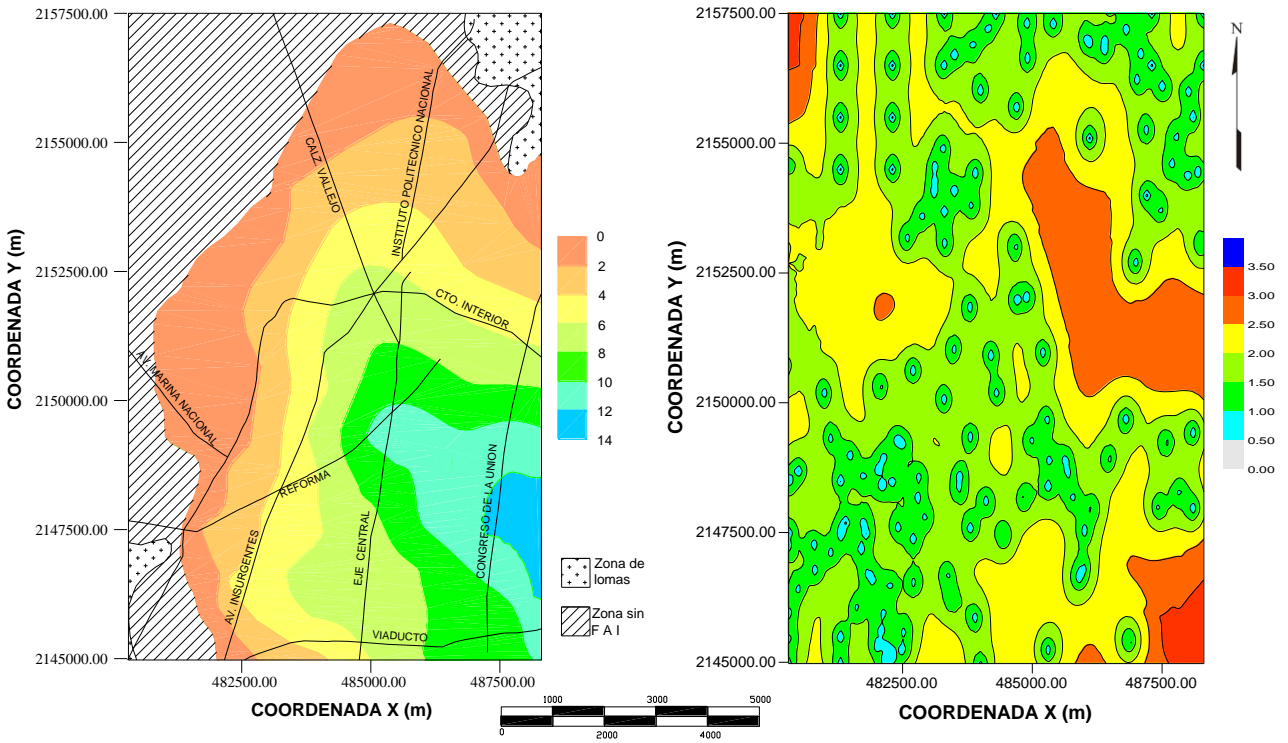 2157500.00
2155000.00
2152500.00
2150000.00
2147500.00
2145000.00
COORDENADA Y (m)
482500.00
485000.00
487500.00
COORDENADA X (m)
CALZ. VALLEJO
INSTITUTO POLITECNICO NACIONAL
CTO. INTERIOR
AV. MARINA NACIONAL
REFORMA
AV. INSURGENTES
EJE CENTRAL
CONGRESO DE LA UNION
VIADUCTO
0
2
4
6
8
10
12
14
Zona de
lomas
Zona sin
F A I
1000
3000
5000
0
2000
4000
2157500.00
2155000.00
2152500.00
2150000.00
2147500.00
2145000.00
COORDENADA Y (m)
482500.00
485000.00
487500.00
COORDENADA X (m)
N
3.50
3.00
2.50
2.00
1.50
1.00
0.50
0.00